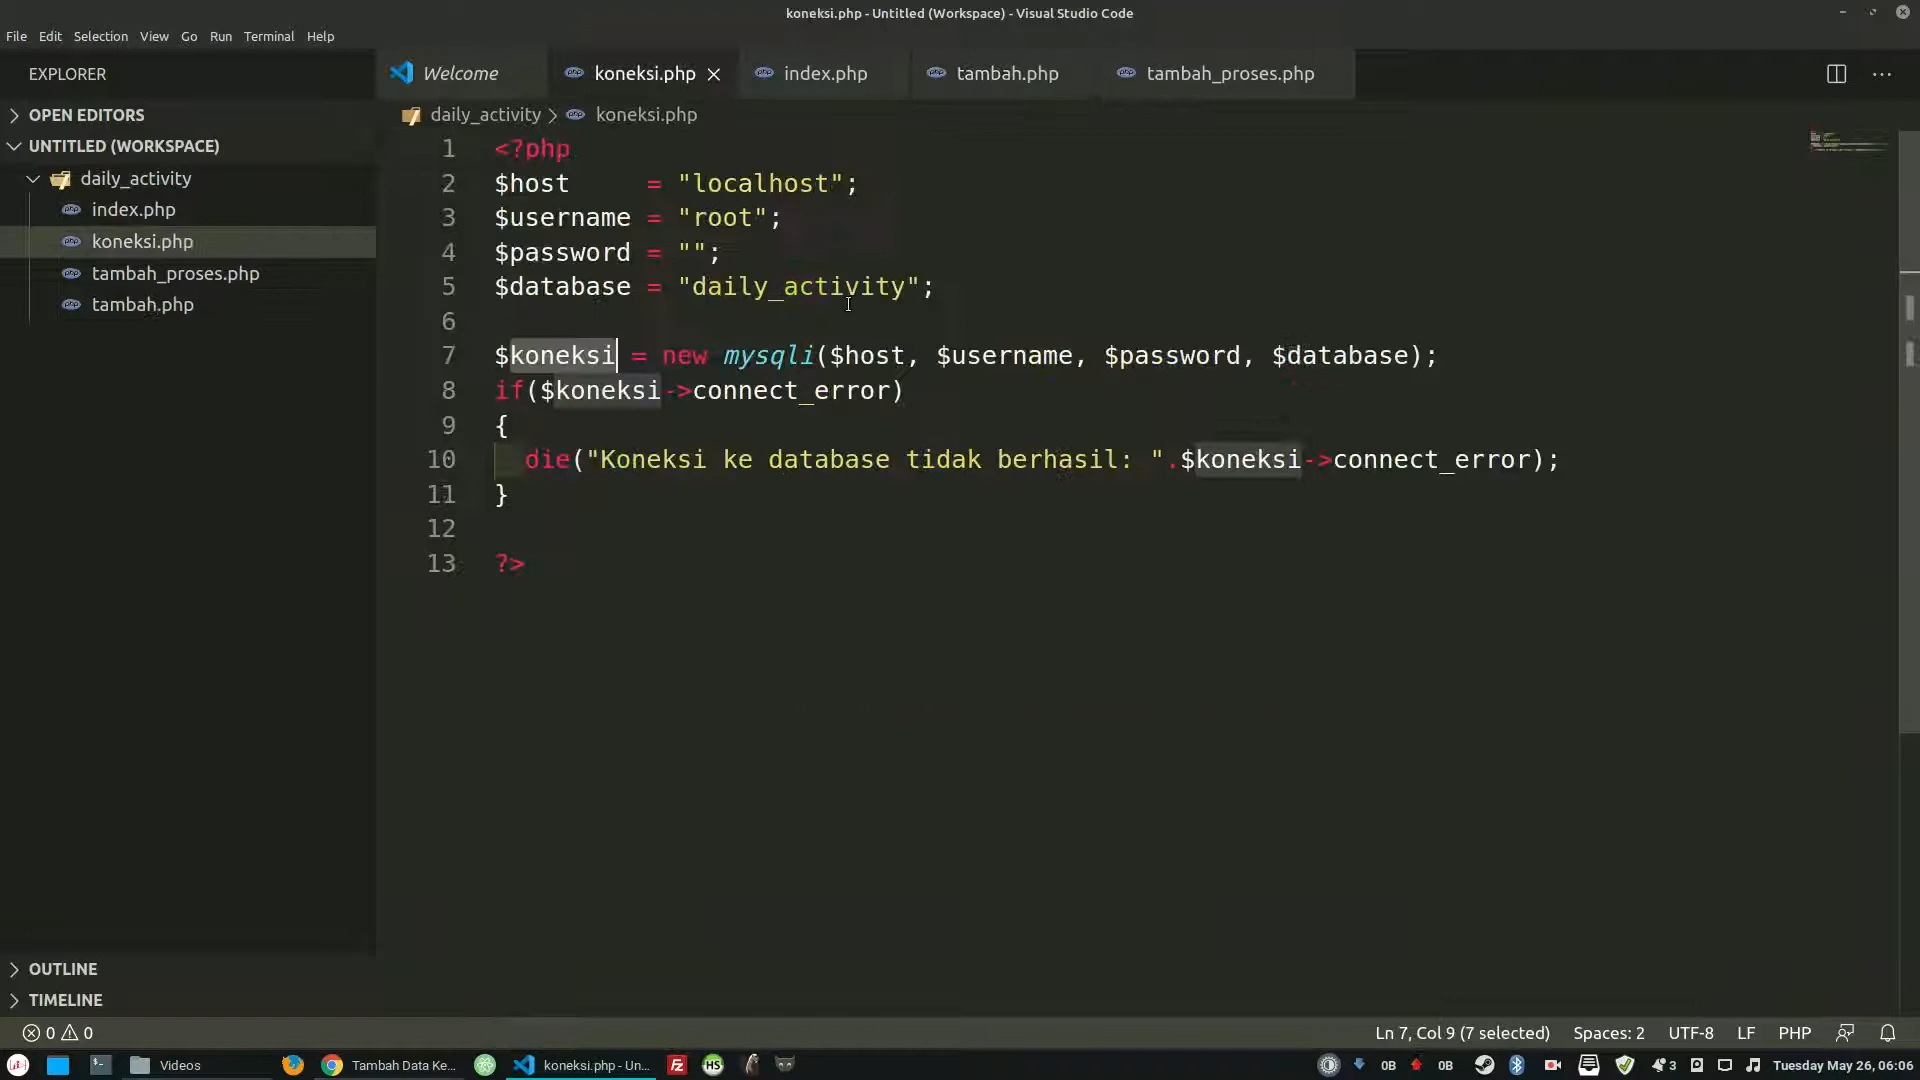 koneksi.php - Untitled (Workspace) - Visual Studio Code
File Edit Selection View Go Run Terminal Help
EXPLORER
OPEN EDITORS
UNTITLED (WORKSPACE)
daily_activity
index.php
koneksi.php
tambah_proses.php
tambah.php
OUTLINE
TIMELINE
Welcome koneksi.php index.php tambah.php tambah_proses.php
daily_activity > koneksi.php
1 <?php
2 $host     = "localhost";
3 $username = "root";
4 $password = "";
5 $database = "daily_activity";
6
7 $koneksi = new mysqli($host, $username, $password, $database);
8 if($koneksi->connect_error)
9 {
10   die("Koneksi ke database tidak berhasil: ".$koneksi->connect_error);
11 }
12
13 ?>
0 0 Ln 7, Col 9 (7 selected) Spaces: 2 UTF-8 LF PHP
Videos Tambah Data Ke... koneksi.php - Un... HS 0B 0B 3 Tuesday May 26, 06:06